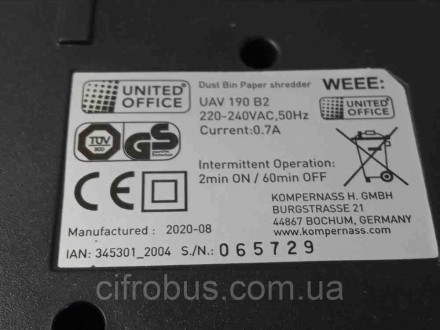 UNITED OFFICE
Dust Bin Paper shredder
UAV 190 B2
220-240VAC,50Hz
Current:0.7A
WEEE:
UNITED OFFICE
TÜV
SÜD
GS
Intermittent Operation:
2min ON / 60min OFF
CE
KOMPERNASS H. GMBH
BURGSTRASSE 21
44867 BOCHUM, GERMANY
www.kompernass.com
Manufactured : 2020-08
IAN: 345301_2004 S./N.: 065729
cifrobus.com.ua